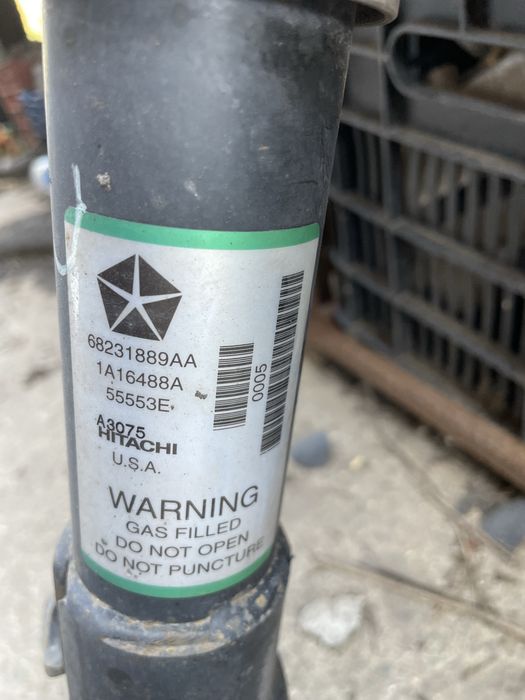 68231889AA
1A16488A
55553E
A3075
HITACHI
U.S.A.
0005
WARNING
GAS FILLED
DO NOT OPEN
DO NOT PUNCTURE